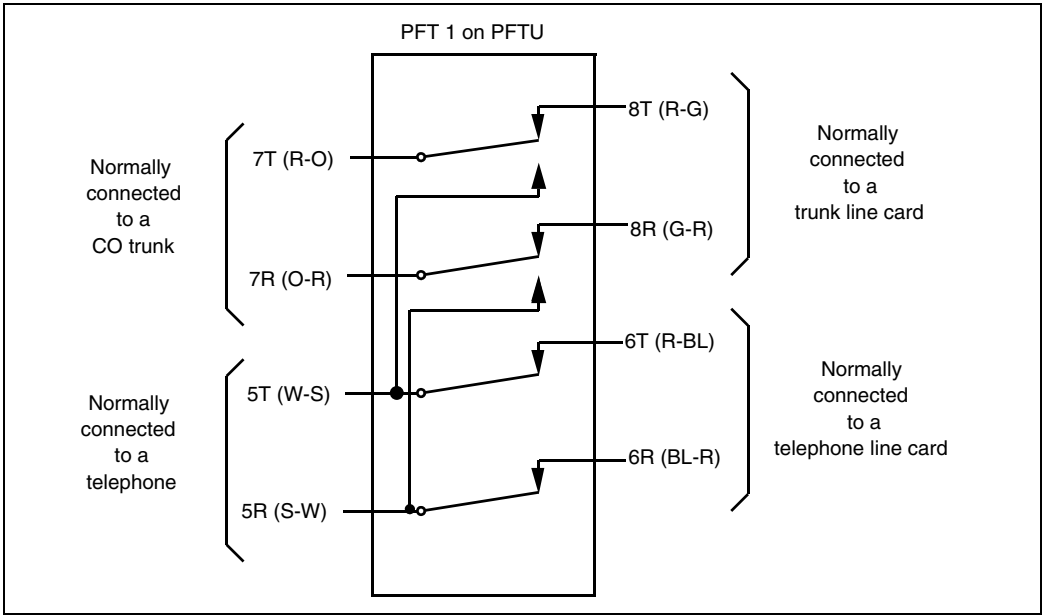 PFT 1 on PFTU
Normally
connected
to a
CO trunk
7T (R-O)
7R (O-R)
8T (R-G)
8R (G-R)
Normally
connected
to a
trunk line card
Normally
connected
to a
telephone
5T (W-S)
5R (S-W)
6T (R-BL)
6R (BL-R)
Normally
connected
to a
telephone line card